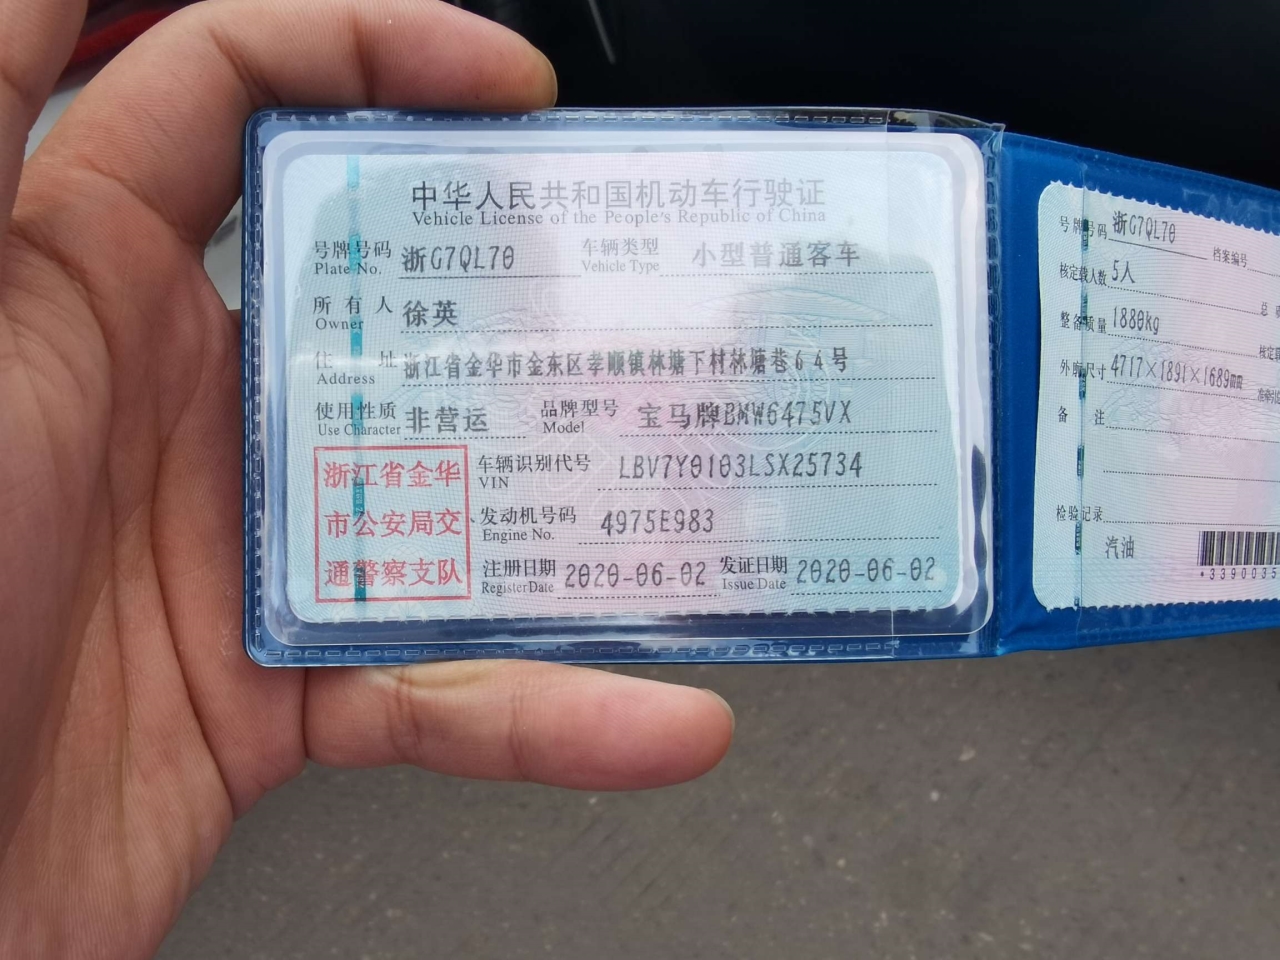 中华人民共和国机动车行驶证
Vehicle License of the People's Republic of China
号牌号码 浙G7QL70 车辆类型 小型普通客车
Plate No. Vehicle Type
所有人 徐英
Owner
住址 浙江省金华市金东区孝顺镇林塘下村林塘巷64号
Address
使用性质 非营运 品牌型号 宝马牌BMW6475VX
Use Character Model
浙江省金华
市公安局交
通警察支队
车辆识别代号 LBV7Y0103LSX25734
VIN
发动机号码 4975E983
Engine No.
注册日期 2020-06-02 发证日期 2020-06-02
Register Date Issue Date
号牌号码 浙G7QL70 档案编号
核定载人数 5人
整备质量 1880kg
外廓尺寸 4717×1891×1689mm
备注
检验记录
汽油